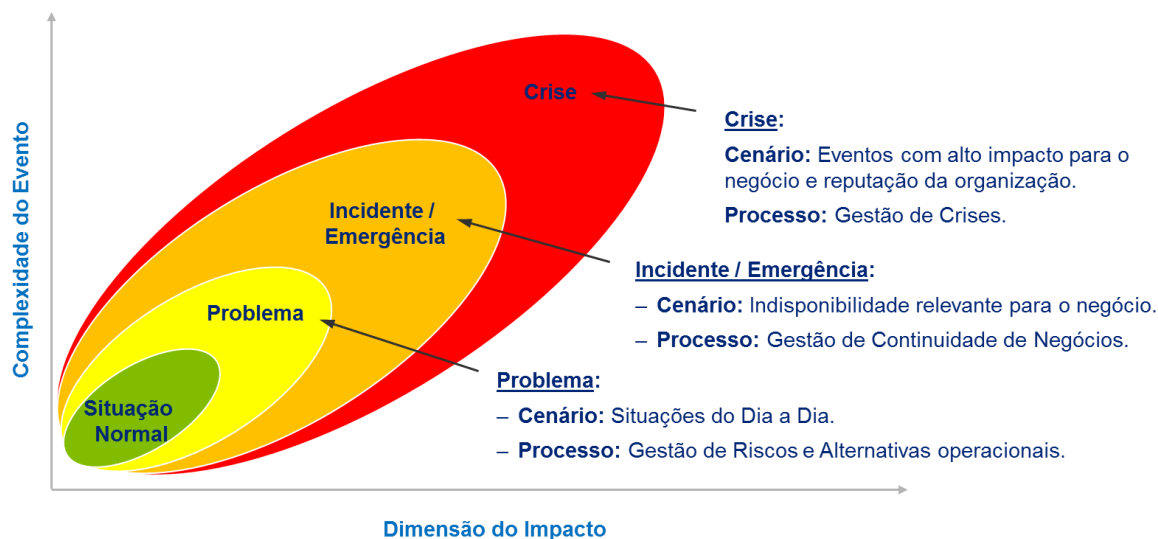 Complexidade do Evento
Crise
Incidente /
Emergência
Problema
Situação
Normal
Crise:
Cenário: Eventos com alto impacto para o
negócio e reputação da organização.
Processo: Gestão de Crises.
Incidente / Emergência:
– Cenário: Indisponibilidade relevante para o negócio.
– Processo: Gestão de Continuidade de Negócios.
Problema:
– Cenário: Situações do Dia a Dia.
– Processo: Gestão de Riscos e Alternativas operacionais.
Dimensão do Impacto